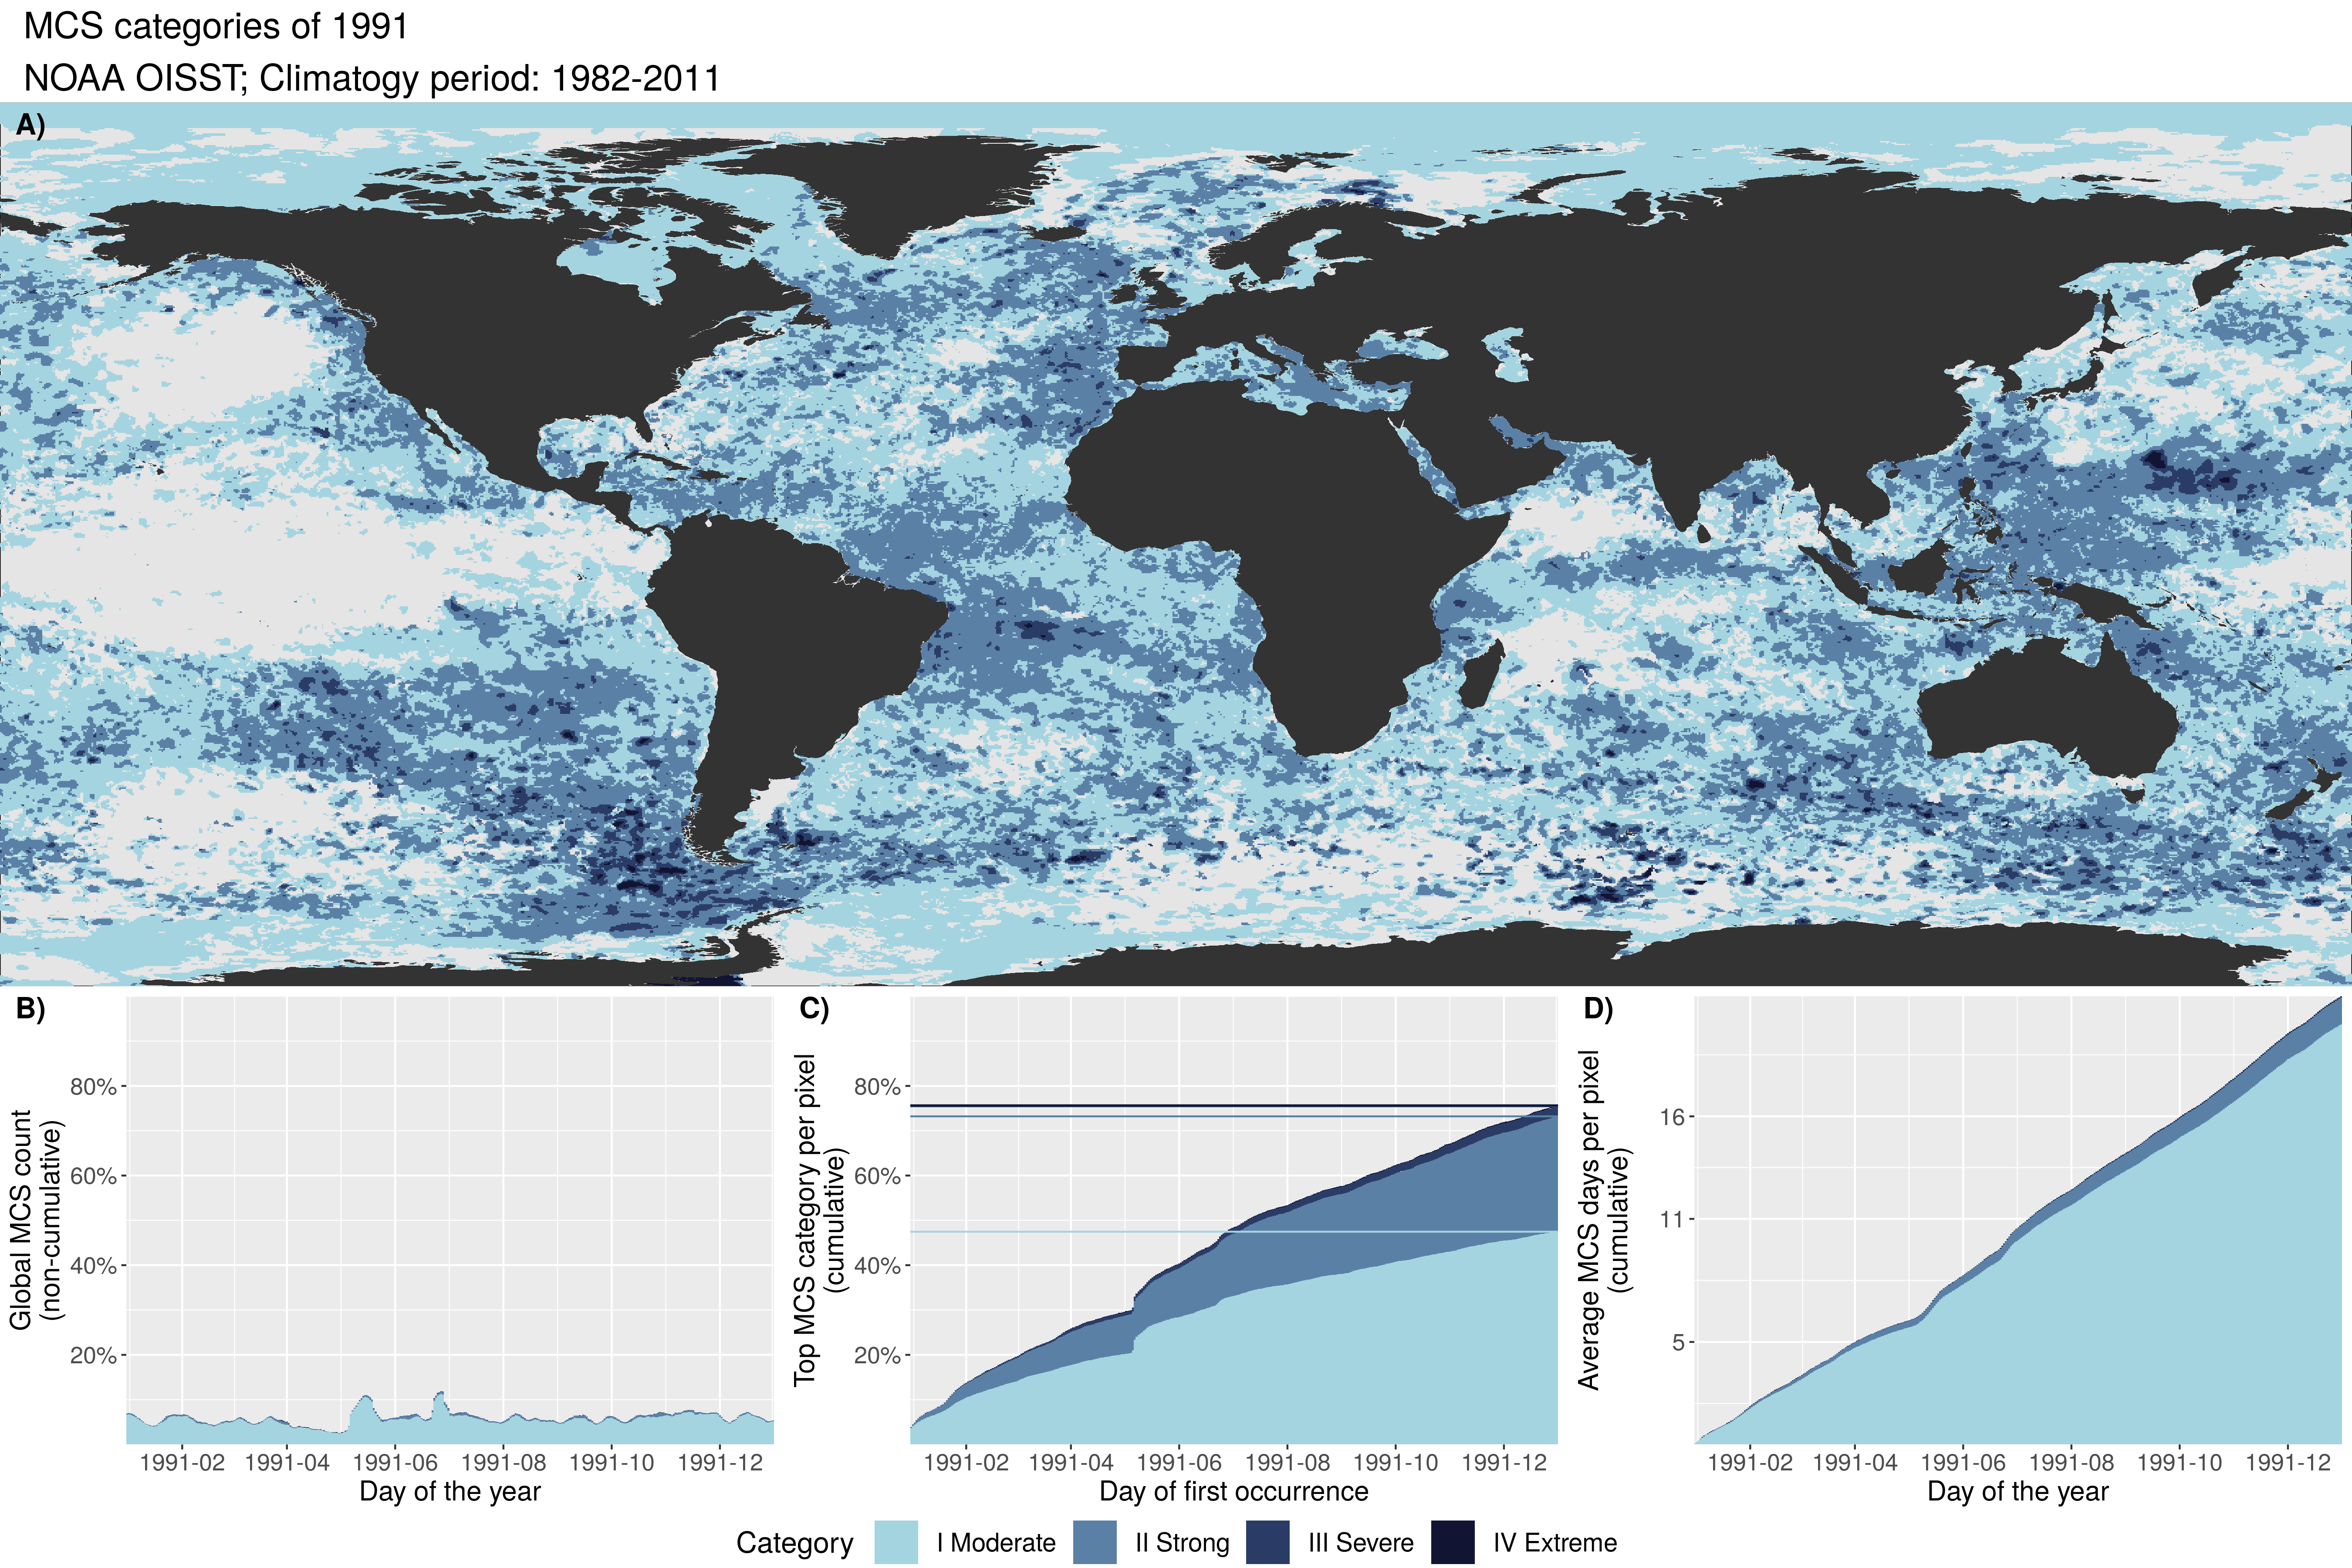 MCS categories of 1991
NOAA OISST; Climatogy period: 1982-2011
A)
B)
Global MCS count
(non-cumulative)
80%
60%
40%
20%
1991-02 1991-04 1991-06 1991-08 1991-10 1991-12
Day of the year
C)
Top MCS category per pixel
(cumulative)
80%
60%
40%
20%
1991-02 1991-04 1991-06 1991-08 1991-10 1991-12
Day of first occurrence
D)
Average MCS days per pixel
(cumulative)
16
11
5
1991-02 1991-04 1991-06 1991-08 1991-10 1991-12
Day of the year
Category I Moderate II Strong III Severe IV Extreme